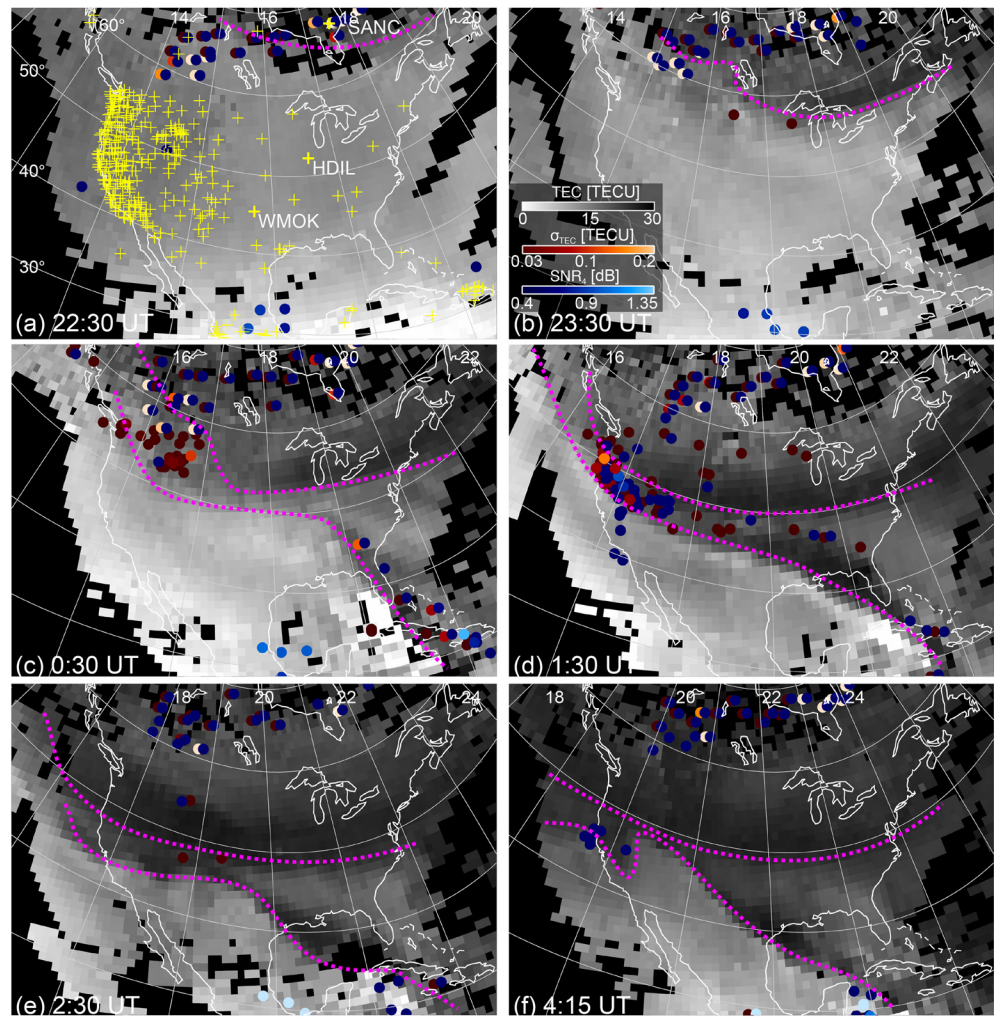 60° 14 16 18 20
SANC
50°
40°
HDIL
WMOK
30°
(a) 22:30 UT
14 16 18 20
TEC [TECU]
0 15 30
σTEC [TECU]
0.03 0.1 0.2
SNR4 [dB]
0.4 0.9 1.35
(b) 23:30 UT
16 18 20 22
(c) 0:30 UT
16 18 20 22
(d) 1:30 U
18 20 22 24
(e) 2:30 UT
18 20 22 24
(f) 4:15 UT